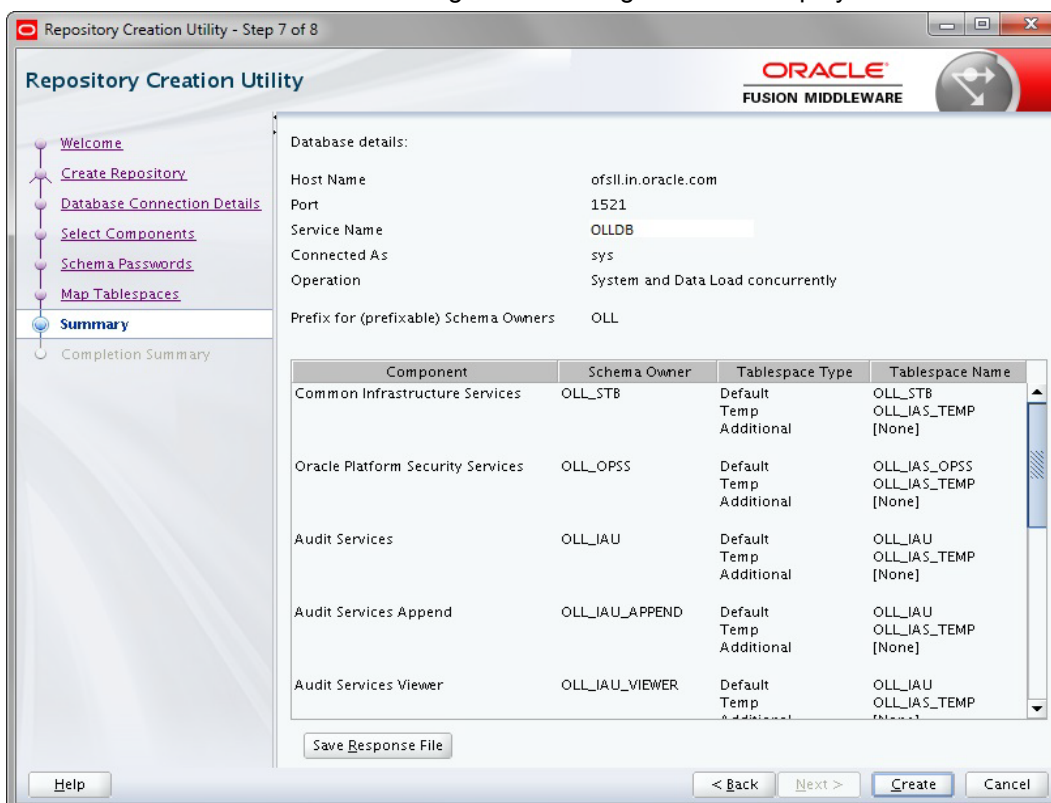 Repository Creation Utility - Step 7 of 8
Repository Creation Utility
ORACLE
FUSION MIDDLEWARE
Welcome
Create Repository
Database Connection Details
Select Components
Schema Passwords
Map Tablespaces
Summary
Completion Summary
Database details:
Host Name ofsll.in.oracle.com
Port 1521
Service Name OLLDB
Connected As sys
Operation System and Data Load concurrently
Prefix for (prefixable) Schema Owners OLL
Component Schema Owner Tablespace Type Tablespace Name
Common Infrastructure Services OLL_STB Default OLL_STB
Temp OLL_IAS_TEMP
Additional [None]
Oracle Platform Security Services OLL_OPSS Default OLL_IAS_OPSS
Temp OLL_IAS_TEMP
Additional [None]
Audit Services OLL_IAU Default OLL_IAU
Temp OLL_IAS_TEMP
Additional [None]
Audit Services Append OLL_IAU_APPEND Default OLL_IAU
Temp OLL_IAS_TEMP
Additional [None]
Audit Services Viewer OLL_IAU_VIEWER Default OLL_IAU
Temp OLL_IAS_TEMP
Save Response File
Help < Back Next > Create Cancel